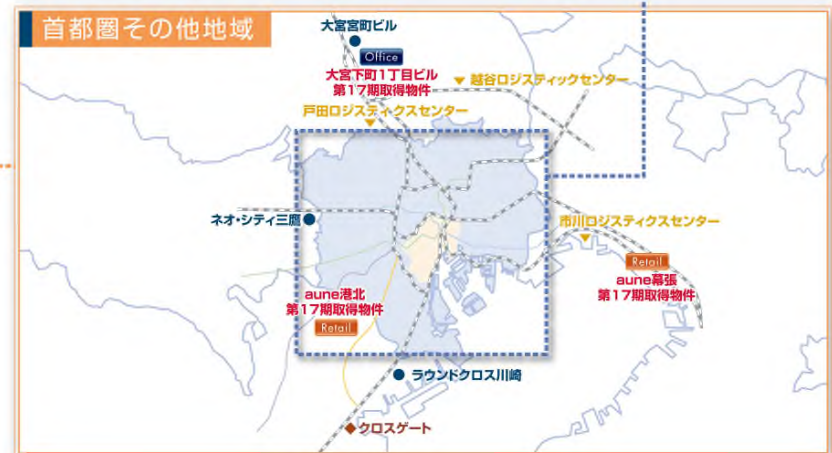 首都圏その他地域
大宮宮町ビル
Office
大宮下町1丁目ビル
第17期取得物件
越谷ロジスティックセンター
戸田ロジスティクスセンター
ネオ・シティ三鷹
市川ロジスティクスセンター
Retail
aune幕張
第17期取得物件
aune港北
第17期取得物件
Retail
ラウンドクロス川崎
クロスゲート